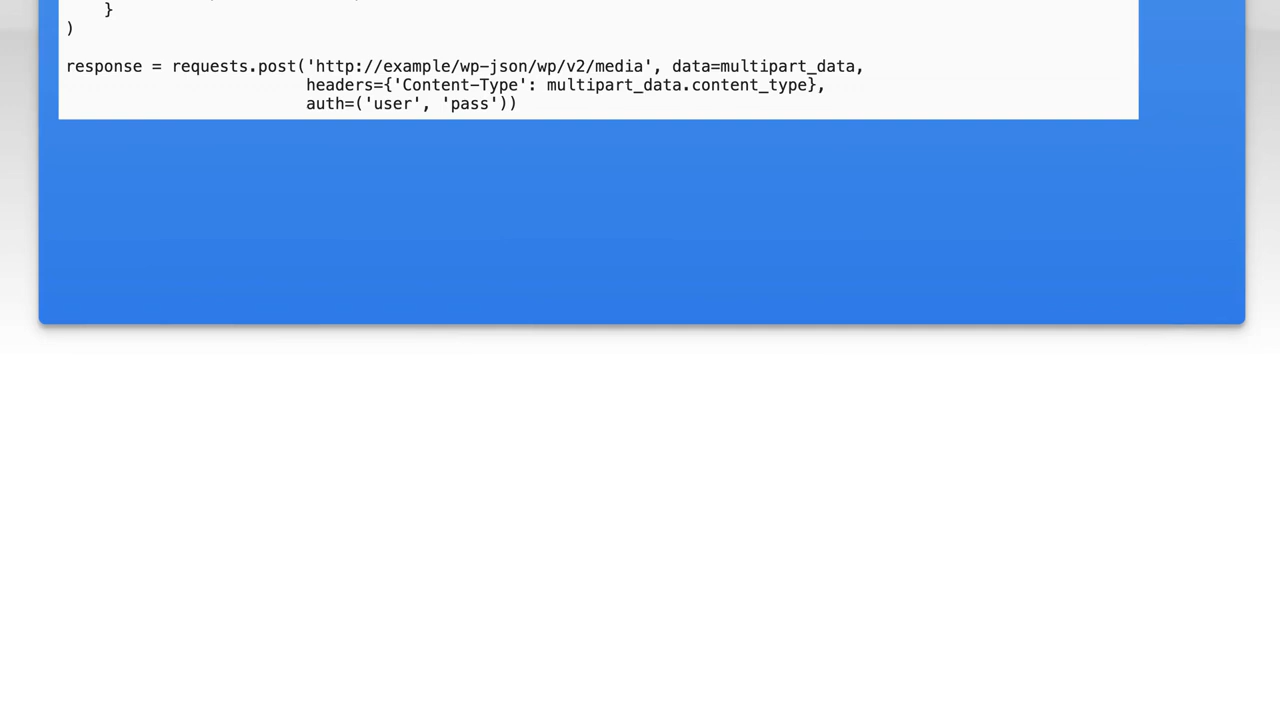 }
)
response = requests.post('http://example/wp-json/wp/v2/media', data=multipart_data,
headers={'Content-Type': multipart_data.content_type},
auth=('user', 'pass'))